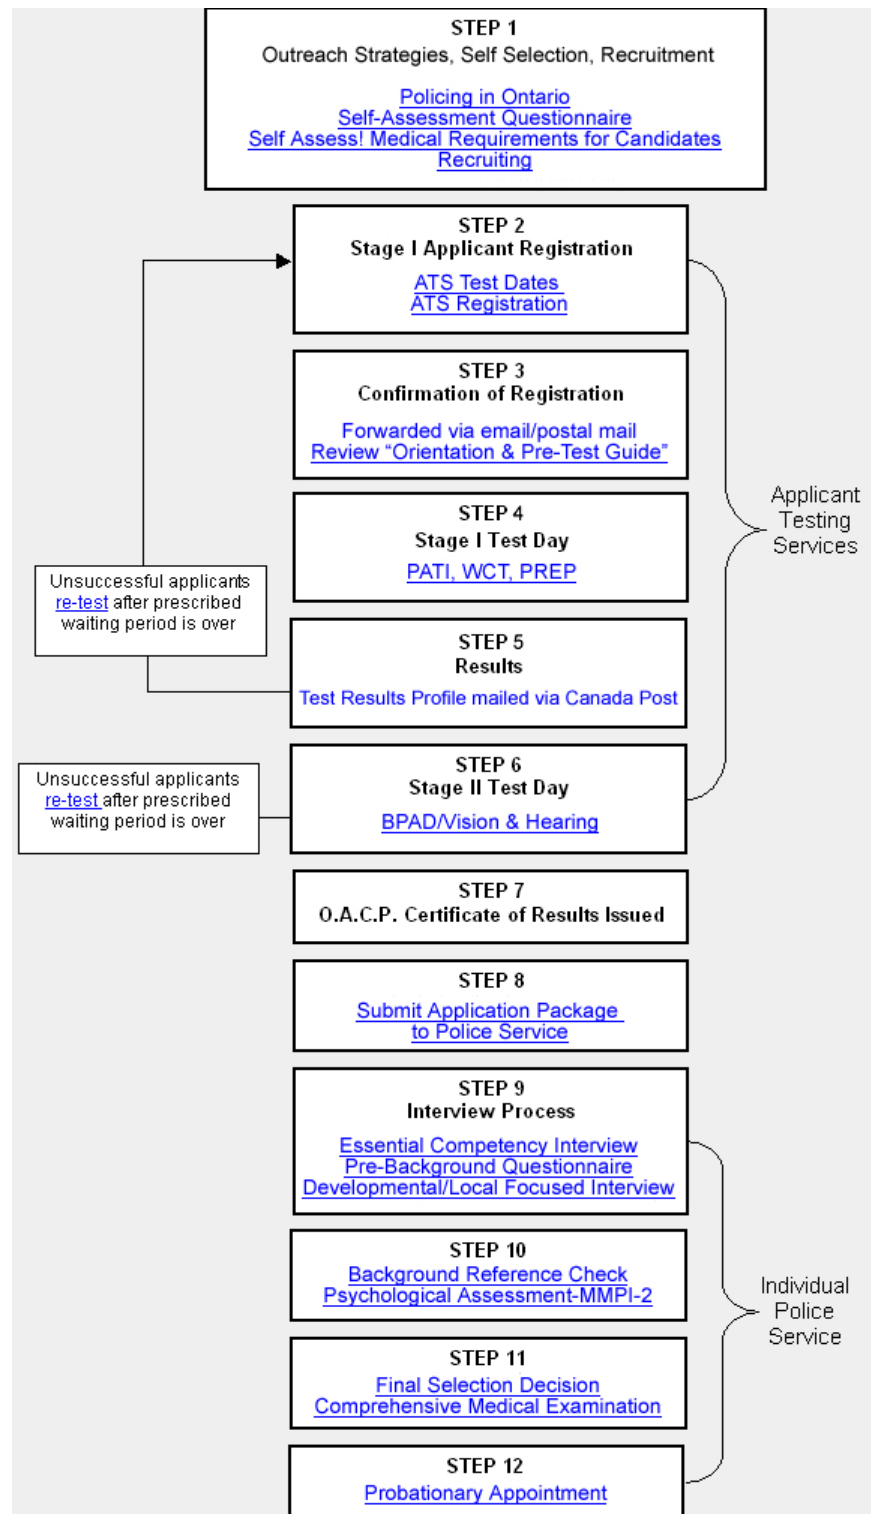 STEP 1
Outreach Strategies, Self Selection, Recruitment
Policing in Ontario
Self-Assessment Questionnaire
Self Assess! Medical Requirements for Candidates
Recruiting
STEP 2
Stage I Applicant Registration
ATS Test Dates
ATS Registration
STEP 3
Confirmation of Registration
Forwarded via email/postal mail
Review “Orientation & Pre-Test Guide”
STEP 4
Stage I Test Day
PATI, WCT, PREP
Applicant
Testing
Services
Unsuccessful applicants
re-test after prescribed
waiting period is over
STEP 5
Results
Test Results Profile mailed via Canada Post
STEP 6
Stage II Test Day
BPAD/Vision & Hearing
Unsuccessful applicants
re-test after prescribed
waiting period is over
STEP 7
O.A.C.P. Certificate of Results Issued
STEP 8
Submit Application Package
to Police Service
STEP 9
Interview Process
Essential Competency Interview
Pre-Background Questionnaire
Developmental/Local Focused Interview
STEP 10
Background Reference Check
Psychological Assessment-MMPI-2
Individual
Police
Service
STEP 11
Final Selection Decision
Comprehensive Medical Examination
STEP 12
Probationary Appointment